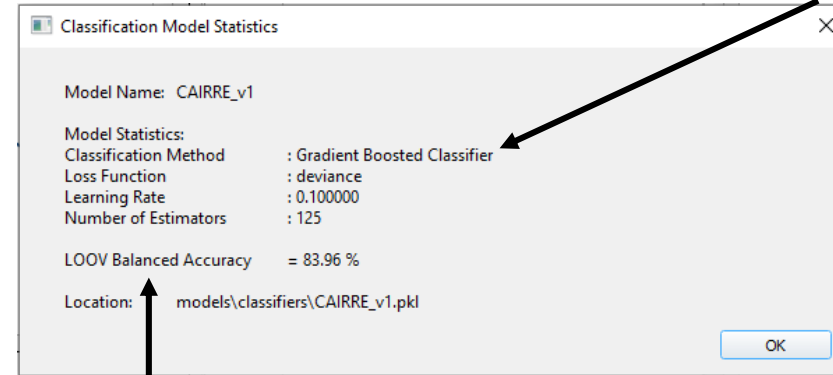 Classification Model Statistics
Model Name: CAIRRE_v1
Model Statistics:
Classification Method : Gradient Boosted Classifier
Loss Function : deviance
Learning Rate : 0.100000
Number of Estimators : 125
LOOV Balanced Accuracy = 83.96 %
Location: models\classifiers\CAIRRE_v1.pkl
OK